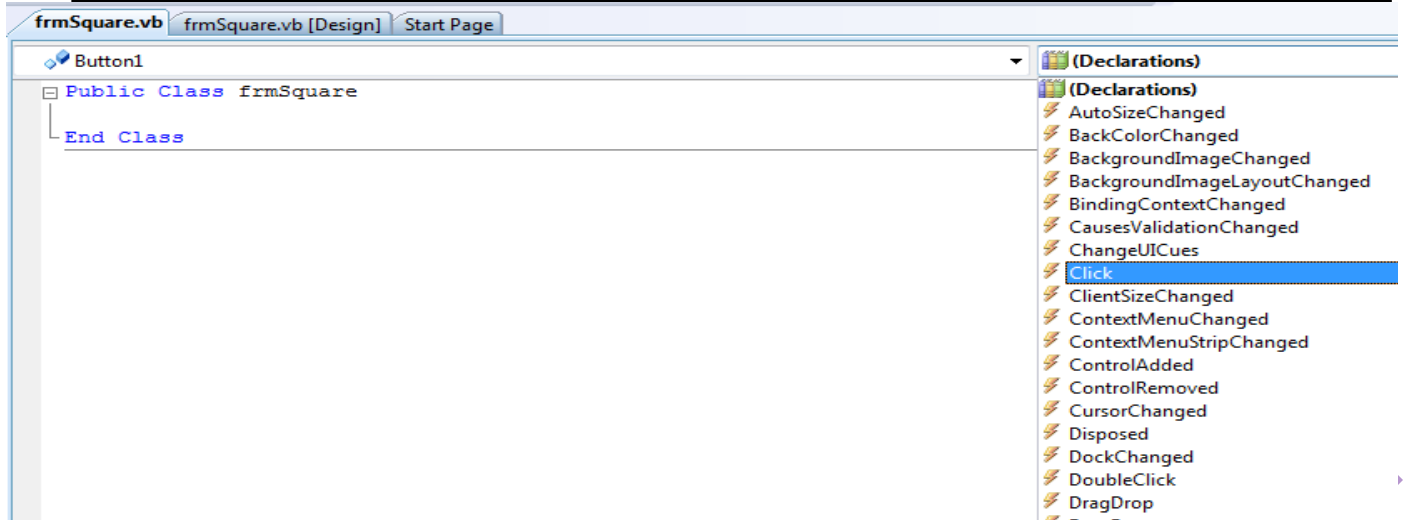 frmSquare.vb frmSquare.vb [Design] Start Page
Button1 (Declarations)
Public Class frmSquare
End Class
(Declarations)
AutoSizeChanged
BackColorChanged
BackgroundImageChanged
BackgroundImageLayoutChanged
BindingContextChanged
CausesValidationChanged
ChangeUICues
Click
ClientSizeChanged
ContextMenuChanged
ContextMenuStripChanged
ControlAdded
ControlRemoved
CursorChanged
Disposed
DockChanged
DoubleClick
DragDrop